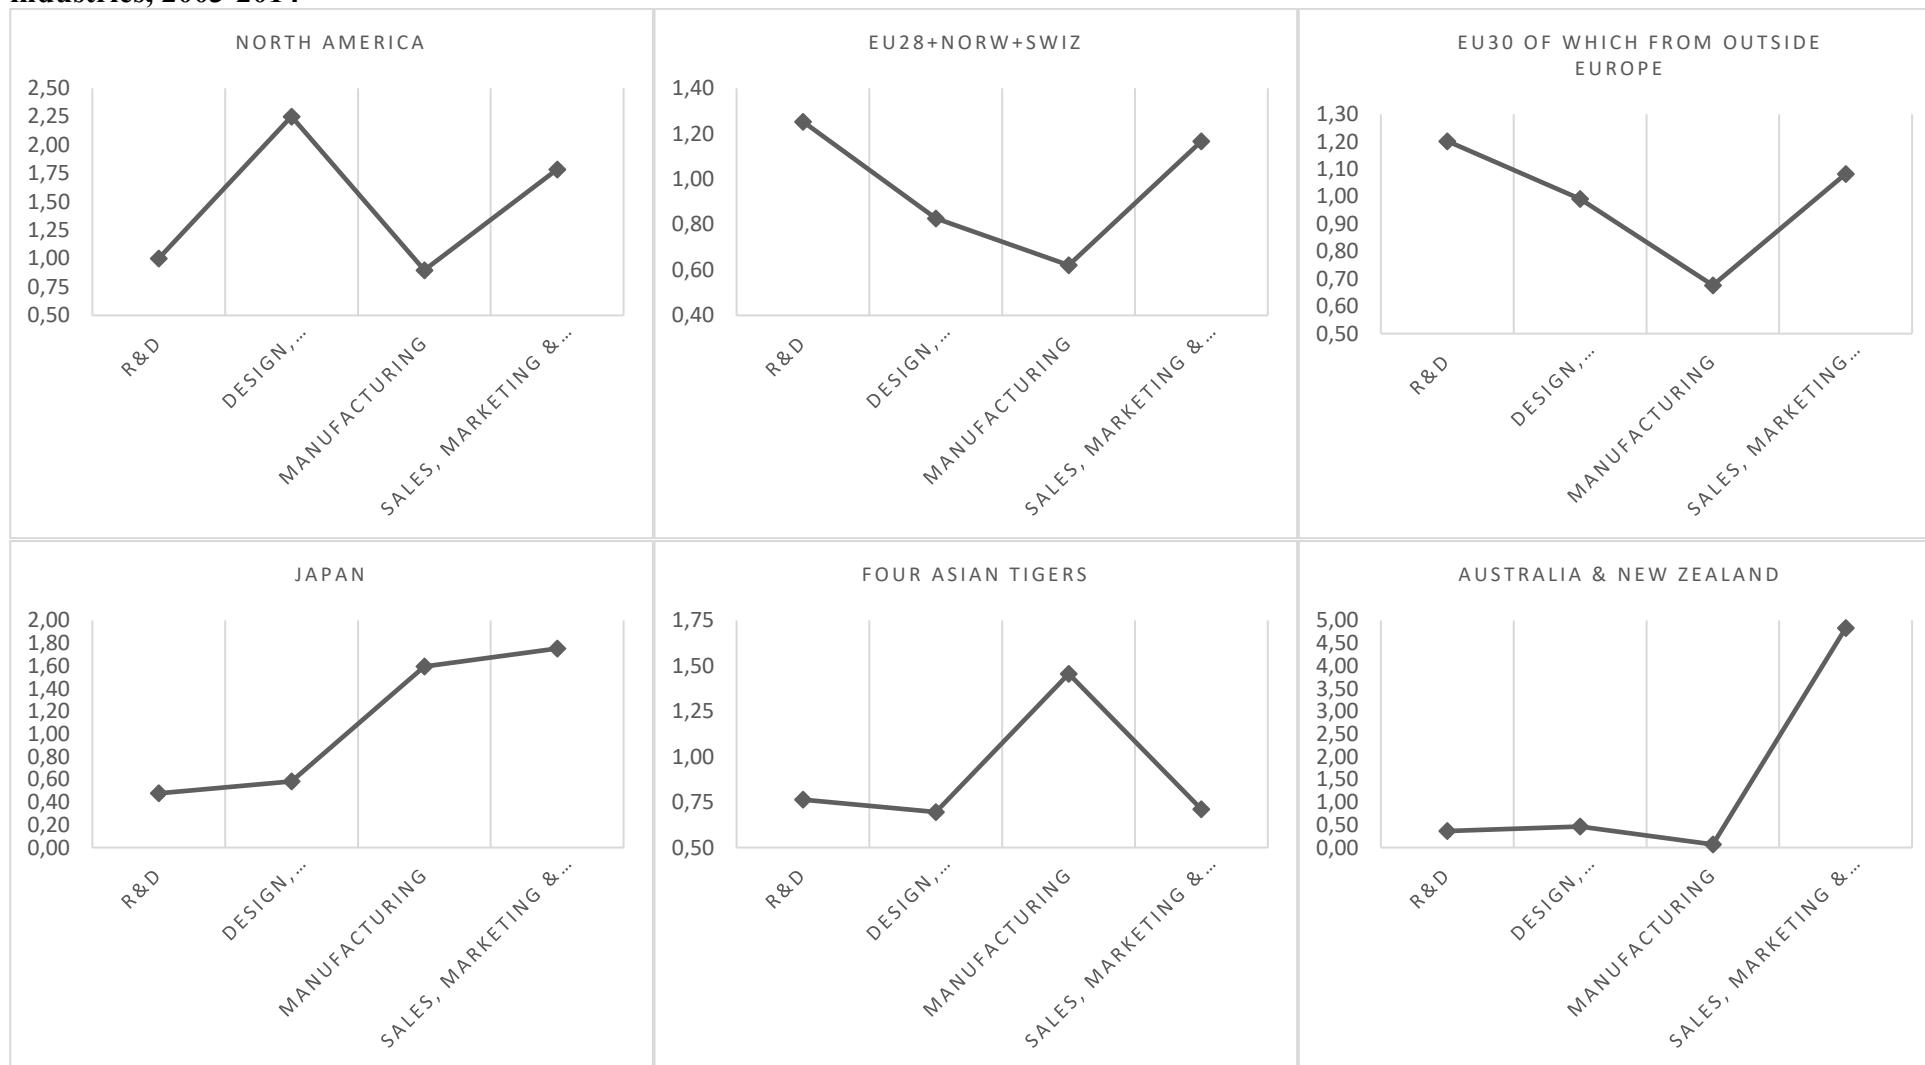 industries, 2003-2014
NORTH AMERICA
2,50
2,25
2,00
1,75
1,50
1,25
1,00
0,75
0,50
R&D
DESIGN,...
MANUFACTURING
SALES, MARKETING &...
EU28+NORW+SWIZ
1,40
1,20
1,00
0,80
0,60
0,40
R&D
DESIGN,...
MANUFACTURING
SALES, MARKETING &...
EU30 OF WHICH FROM OUTSIDE
EUROPE
1,30
1,20
1,10
1,00
0,90
0,80
0,70
0,60
0,50
R&D
DESIGN,...
MANUFACTURING
SALES, MARKETING...
JAPAN
2,00
1,80
1,60
1,40
1,20
1,00
0,80
0,60
0,40
0,20
0,00
R&D
DESIGN,...
MANUFACTURING
SALES, MARKETING &...
FOUR ASIAN TIGERS
1,75
1,50
1,25
1,00
0,75
0,50
R&D
DESIGN,...
MANUFACTURING
SALES, MARKETING &...
AUSTRALIA & NEW ZEALAND
5,00
4,50
4,00
3,50
3,00
2,50
2,00
1,50
1,00
0,50
0,00
R&D
DESIGN,...
MANUFACTURING
SALES, MARKETING &...